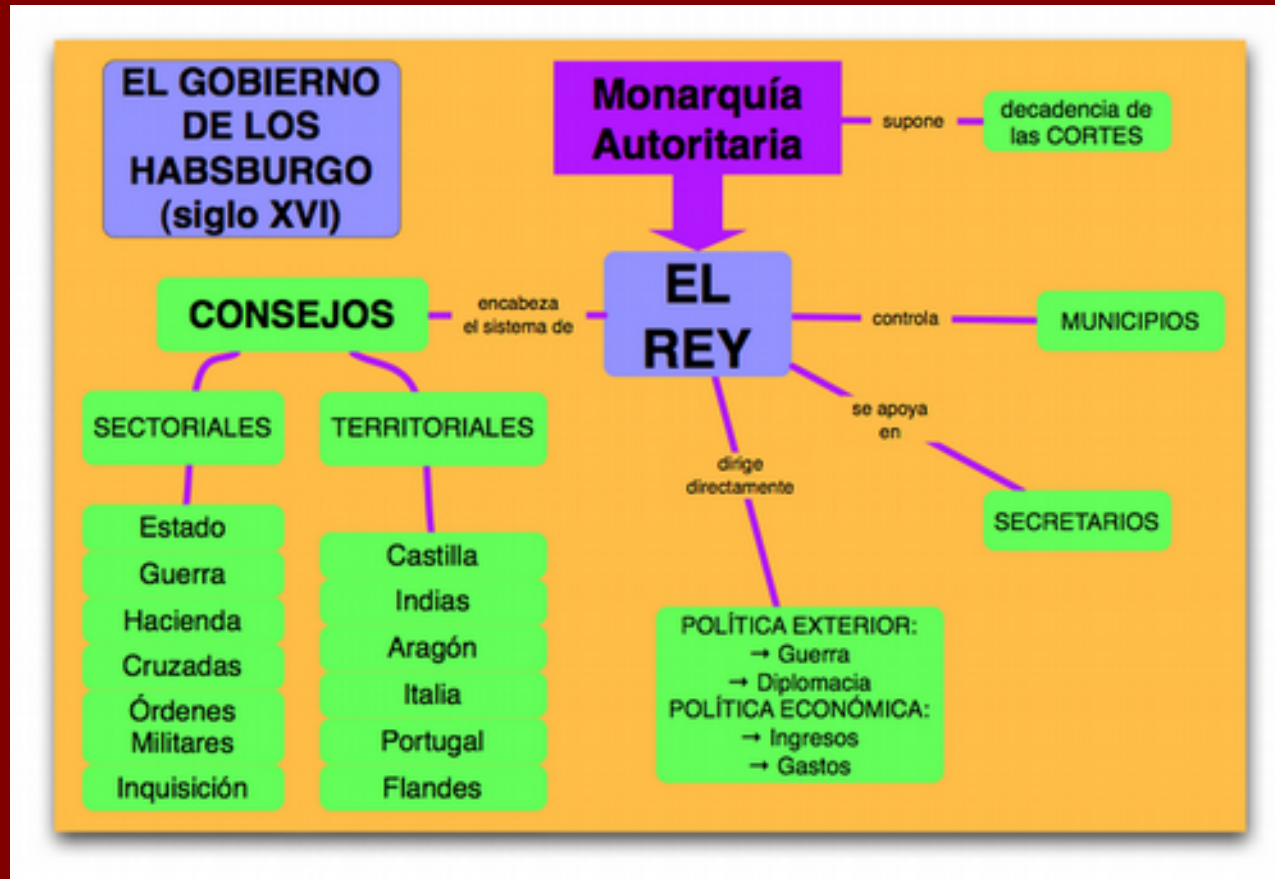 EL GOBIERNO
DE LOS
HABSBURGO
(siglo XVI)
Monarquía
Autoritaria
supone
decadencia de
las CORTES
EL
REY
encabeza
el sistema de
CONSEJOS
controla
MUNICIPIOS
SECTORIALES
TERRITORIALES
se apoya
en
SECRETARIOS
dirige
directamente
Estado
Guerra
Hacienda
Cruzadas
Órdenes
Militares
Inquisición
Castilla
Indias
Aragón
Italia
Portugal
Flandes
POLÍTICA EXTERIOR:
→ Guerra
→ Diplomacia
POLÍTICA ECONÓMICA:
→ Ingresos
→ Gastos